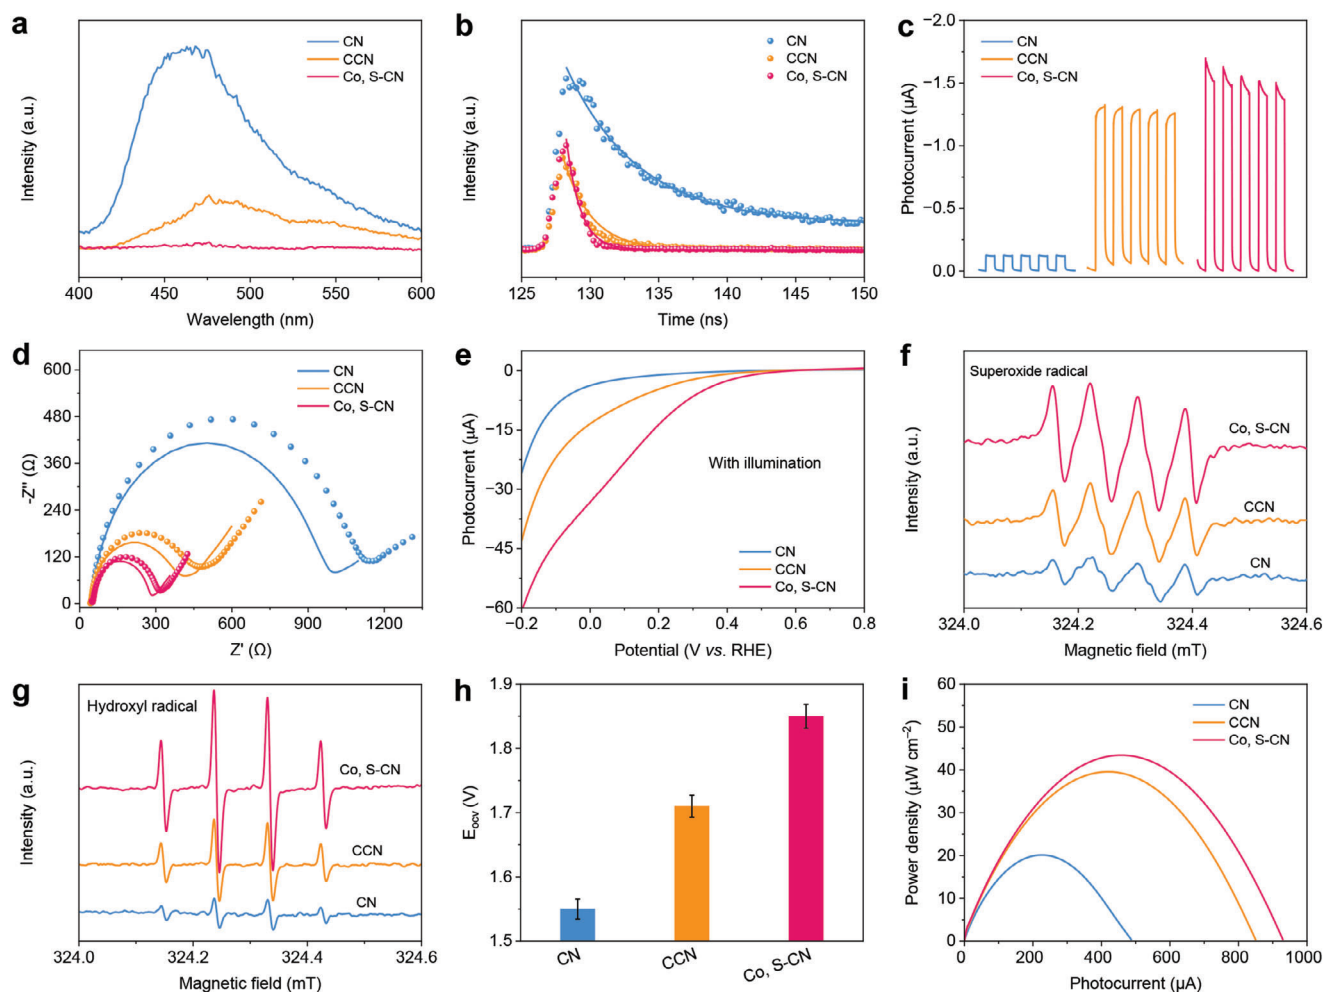 a
CN
CCN
Co, S-CN
Intensity (a.u.)
400 450 500 550 600
Wavelength (nm)
b
CN
CCN
Co, S-CN
Intensity (a.u.)
125 130 135 140 145 150
Time (ns)
c
CN
CCN
Co, S-CN
Photocurrent (μA)
−2.0
−1.5
−1.0
−0.5
0.0
d
CN
CCN
Co, S-CN
-Z'' (Ω)
600
480
360
240
120
0
0 300 600 900 1200
Z' (Ω)
e
Photocurrent (μA)
0
−15
−30
−45
−60
With illumination
CN
CCN
Co, S-CN
−0.2 0.0 0.2 0.4 0.6 0.8
Potential (V vs. RHE)
f
Superoxide radical
Co, S-CN
CCN
CN
Intensity (a.u.)
324.0 324.2 324.4 324.6
Magnetic field (mT)
g
Hydroxyl radical
Co, S-CN
CCN
CN
Intensity (a.u.)
324.0 324.2 324.4 324.6
Magnetic field (mT)
h
Eocv (V)
1.9
1.8
1.7
1.6
1.5
CN CCN Co, S-CN
i
CN
CCN
Co, S-CN
Power density (μW cm⁻²)
60
50
40
30
20
10
0
0 200 400 600 800 1000
Photocurrent (μA)